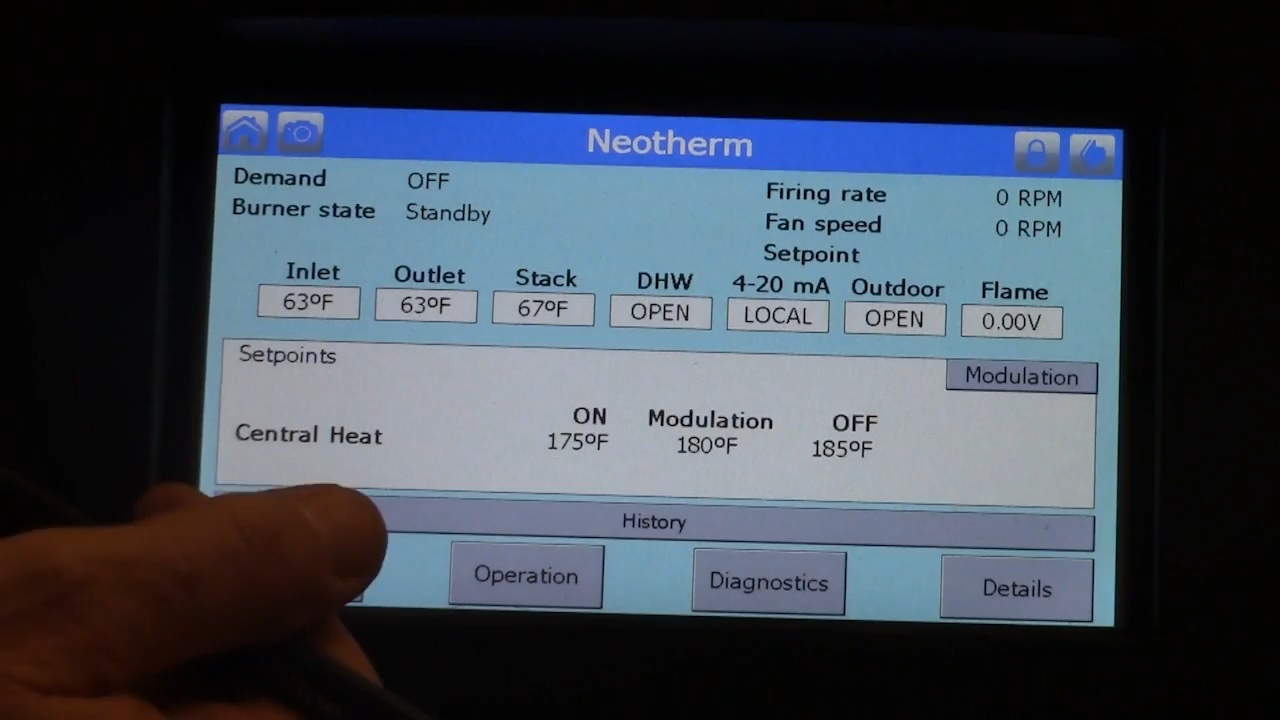 Neotherm
Demand OFF
Burner state Standby
Firing rate 0 RPM
Fan speed 0 RPM
Setpoint
Inlet Outlet Stack DHW 4-20 mA Outdoor Flame
63ºF 63ºF 67ºF OPEN LOCAL OPEN 0.00V
Setpoints
Modulation
ON Modulation OFF
Central Heat 175ºF 180ºF 185ºF
History
Operation Diagnostics Details